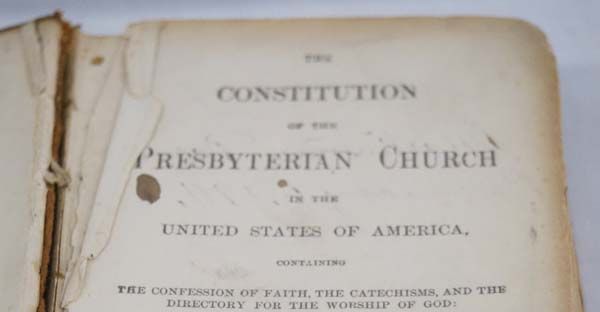 THE
CONSTITUTION
OF THE
PRESBYTERIAN CHURCH
IN THE
UNITED STATES OF AMERICA,
CONTAINING
THE CONFESSION OF FAITH, THE CATECHISMS, AND THE
DIRECTORY FOR THE WORSHIP OF GOD: